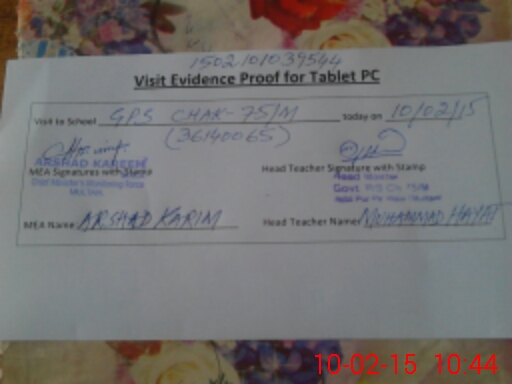 1502101039544
Visit Evidence Proof for Tablet PC
Visit to School GPS CHAK-75/M today on 10/02/15
(36140065)
ARSHAD KAREEM
MEA Signatures with Stamp
Head Teacher Signature with Stamp
Head Master
Govt. P/S Ch 75/M
MEA Name ARSHAD KARIM
Head Teacher Name MUHAMMAD HAYAT
10-02-15 10:44